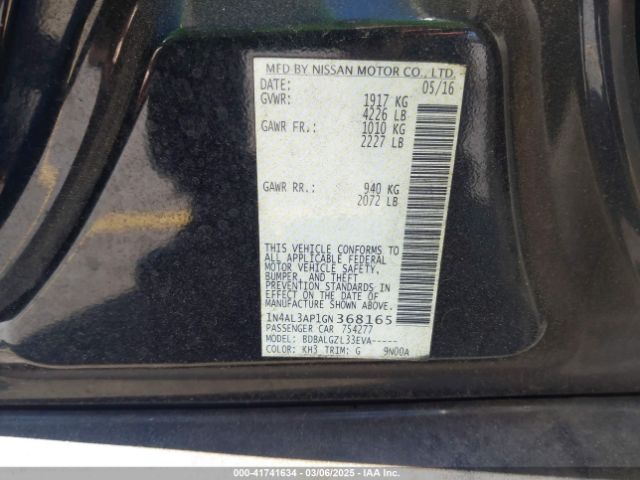 MFD BY NISSAN MOTOR CO., LTD.
DATE: 05/16
GVWR: 1917 KG
4226 LB
GAWR FR.: 1010 KG
2227 LB
GAWR RR.: 940 KG
2072 LB
THIS VEHICLE CONFORMS TO
ALL APPLICABLE FEDERAL
MOTOR VEHICLE SAFETY,
BUMPER, AND THEFT
PREVENTION STANDARDS
IN EFFECT ON THE DATE OF
MANUFACTURE SHOWN ABOVE.
1N4AL3AP1GN368165
PASSENGER CAR 754277
MODEL: BDBALGZL33EVA-----
COLOR: KH3 TRIM: G 9N00A
000-41741634 - 03/06/2025 - IAA Inc.